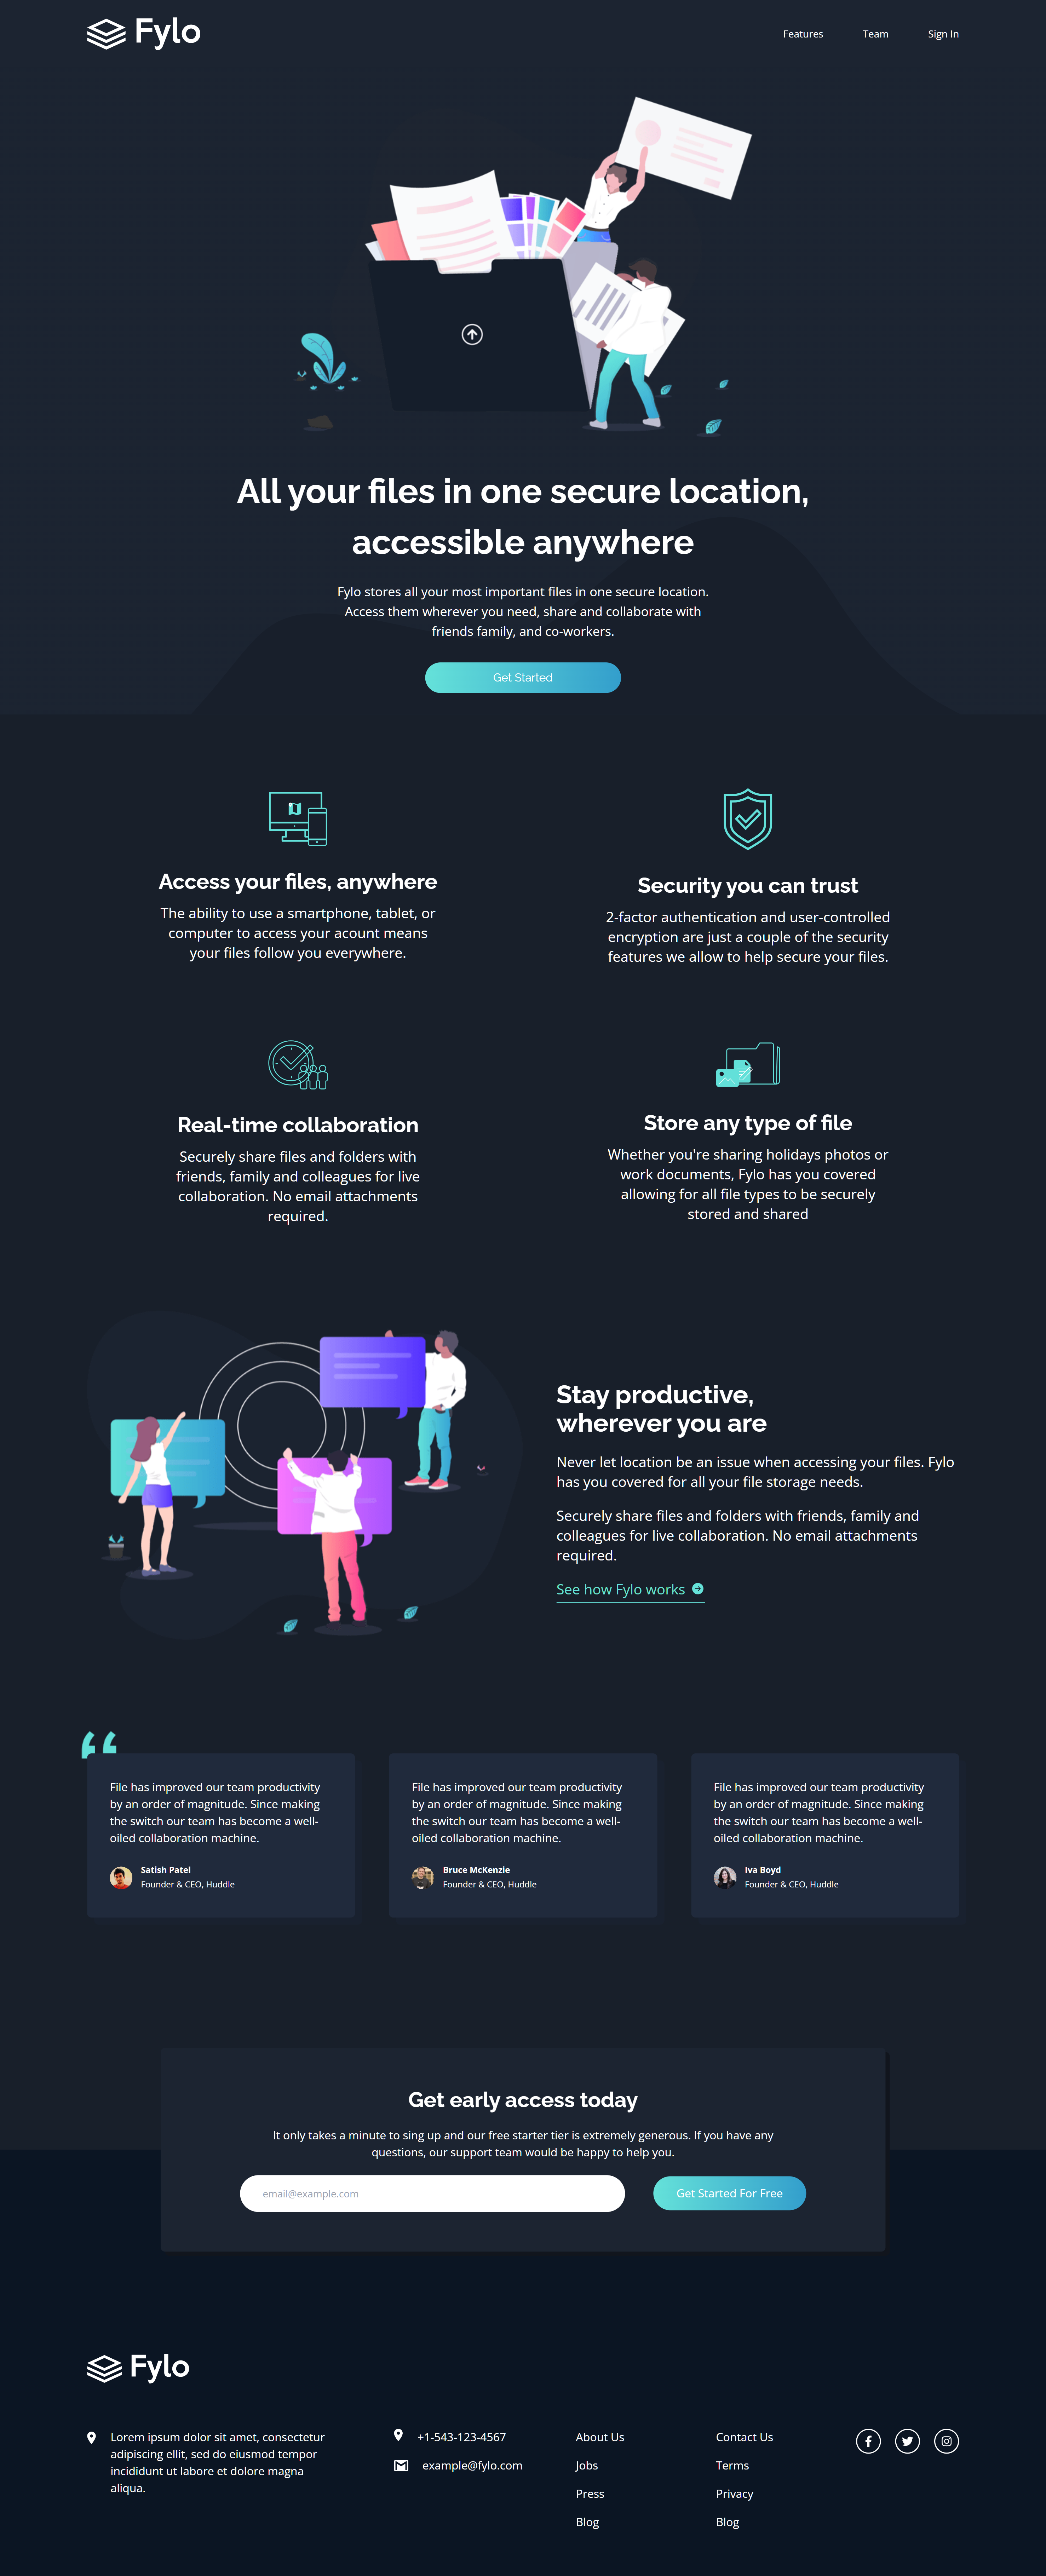 Fylo
Features
Team
Sign In
All your files in one secure location,
accessible anywhere
Fylo stores all your most important files in one secure location.
Access them wherever you need, share and collaborate with
friends family, and co-workers.
Get Started
Access your files, anywhere
The ability to use a smartphone, tablet, or
computer to access your acount means
your files follow you everywhere.
Security you can trust
2-factor authentication and user-controlled
encryption are just a couple of the security
features we allow to help secure your files.
Real-time collaboration
Securely share files and folders with
friends, family and colleagues for live
collaboration. No email attachments
required.
Store any type of file
Whether you're sharing holidays photos or
work documents, Fylo has you covered
allowing for all file types to be securely
stored and shared
Stay productive,
wherever you are
Never let location be an issue when accessing your files. Fylo
has you covered for all your file storage needs.
Securely share files and folders with friends, family and
colleagues for live collaboration. No email attachments
required.
See how Fylo works
File has improved our team productivity
by an order of magnitude. Since making
the switch our team has become a well-
oiled collaboration machine.
Satish Patel
Founder & CEO, Huddle
File has improved our team productivity
by an order of magnitude. Since making
the switch our team has become a well-
oiled collaboration machine.
Bruce McKenzie
Founder & CEO, Huddle
File has improved our team productivity
by an order of magnitude. Since making
the switch our team has become a well-
oiled collaboration machine.
Iva Boyd
Founder & CEO, Huddle
Get early access today
It only takes a minute to sing up and our free starter tier is extremely generous. If you have any
questions, our support team would be happy to help you.
email@example.com
Get Started For Free
Fylo
Lorem ipsum dolor sit amet, consectetur
adipiscing ellit, sed do eiusmod tempor
incididunt ut labore et dolore magna
aliqua.
+1-543-123-4567
example@fylo.com
About Us
Jobs
Press
Blog
Contact Us
Terms
Privacy
Blog